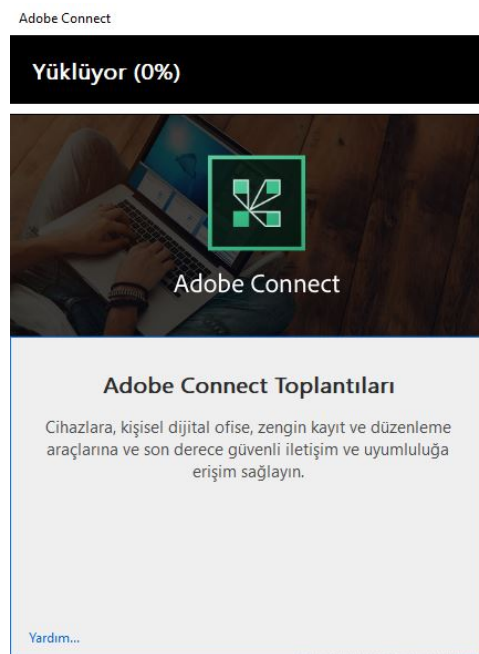 Adobe Connect
Yüklüyor (0%)
Adobe Connect
Adobe Connect Toplantıları
Cihazlara, kişisel dijital ofise, zengin kayıt ve düzenleme
araçlarına ve son derece güvenli iletişim ve uyumluluğa
erişim sağlayın.
Yardım...